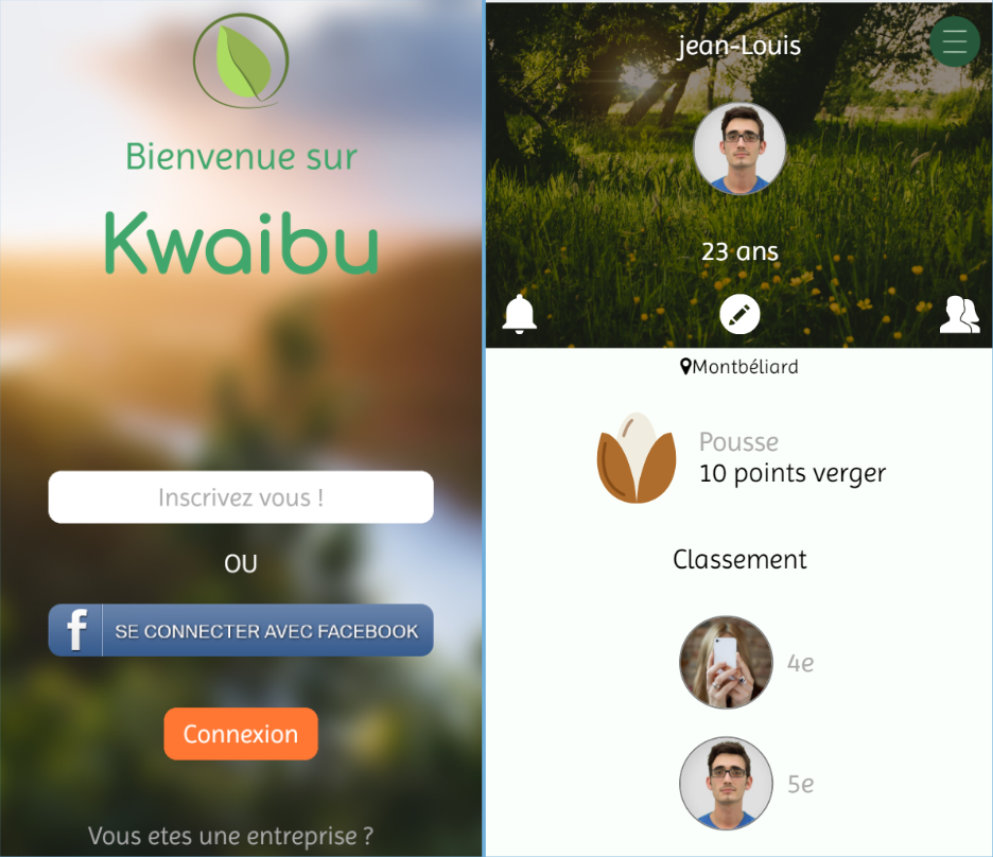 Bienvenue sur
Kwaibu
Inscrivez vous !
OU
f SE CONNECTER AVEC FACEBOOK
Connexion
Vous etes une entreprise ?
jean-Louis
23 ans
Montbéliard
Pousse
10 points verger
Classement
4e
5e